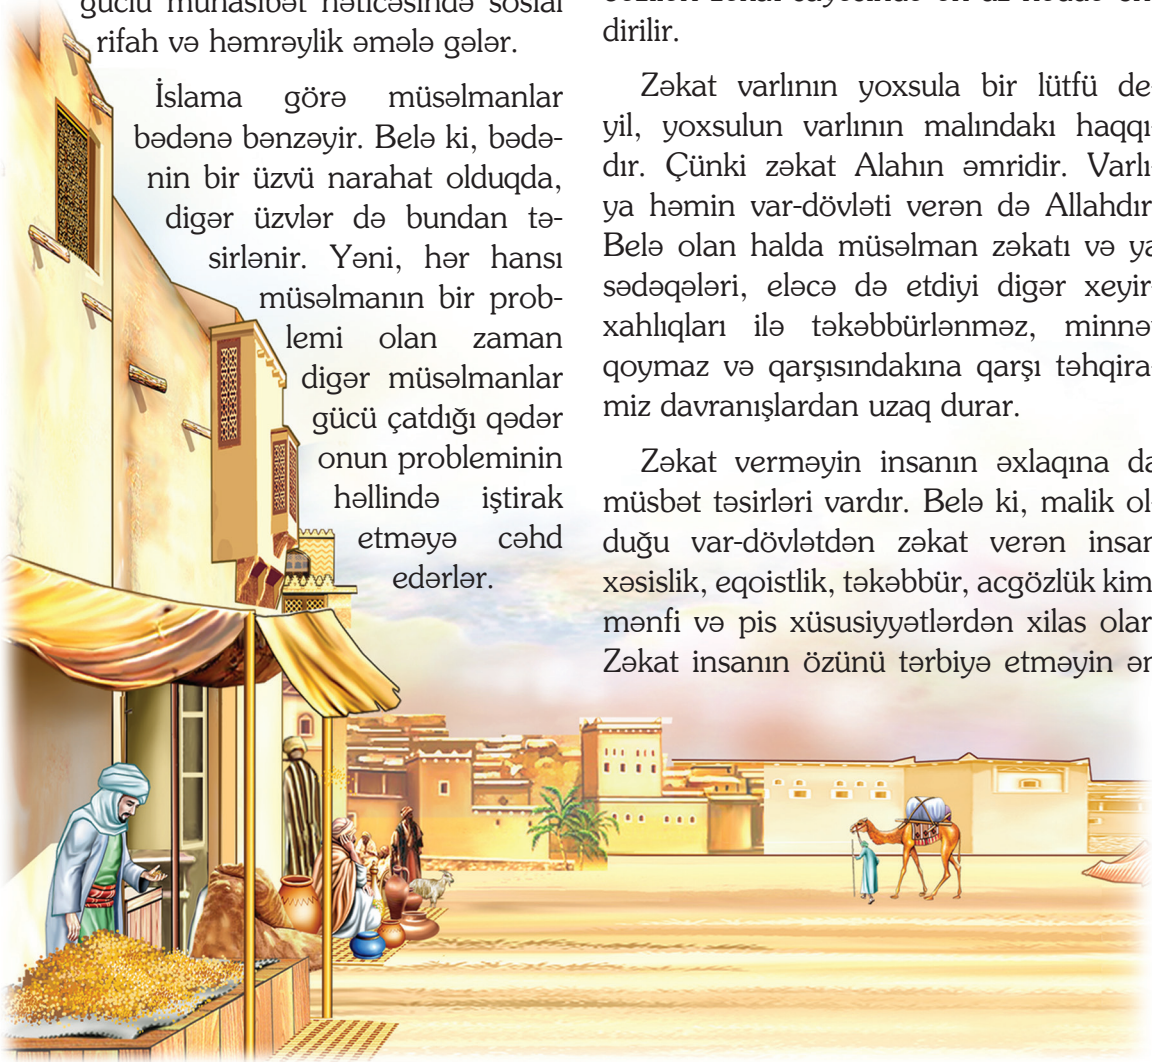 güclü münasibət nəticəsində sosial
rifah və həmrəylik əmələ gələr.
İslama görə müsəlmanlar
bədənə bənzəyir. Belə ki, bədə-
nin bir üzvü narahat olduqda,
digər üzvlər də bundan tə-
sirlənir. Yəni, hər hansı
müsəlmanın bir prob-
lemi olan zaman
digər müsəlmanlar
gücü çatdığı qədər
onun probleminin
həllində iştirak
etməyə cəhd
edərlər.
dirilir.
Zəkat varlının yoxsula bir lütfü de-
yil, yoxsulun varlının malındakı haqqı-
dır. Çünki zəkat Alahın əmridir. Varlı-
ya həmin var-dövləti verən də Allahdır
Belə olan halda müsəlman zəkatı və ya
sədəqələri, eləcə də etdiyi digər xeyir-
xahlıqları ilə təkəbbürlənməz, minnət
qoymaz və qarşısındakına qarşı təhqira-
miz davranışlardan uzaq durar.
Zəkat verməyin insanın əxlaqına da
müsbət təsirləri vardır. Belə ki, malik ol-
duğu var-dövlətdən zəkat verən insan
xəsislik, eqoistlik, təkəbbür, acgözlük kim
mənfi və pis xüsusiyyətlərdən xilas olar
Zəkat insanın özünü tərbiyə etməyin ən